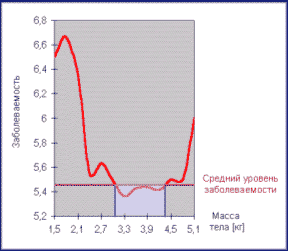 Заболеваемость
6,8
6,6
6,4
6,2
6
5,8
5,6
5,4
5,2
1,5 2,1 2,7 3,3 3,9 4,5 5,1
Средний уровень
заболеваемости
Масса
тела [кг]